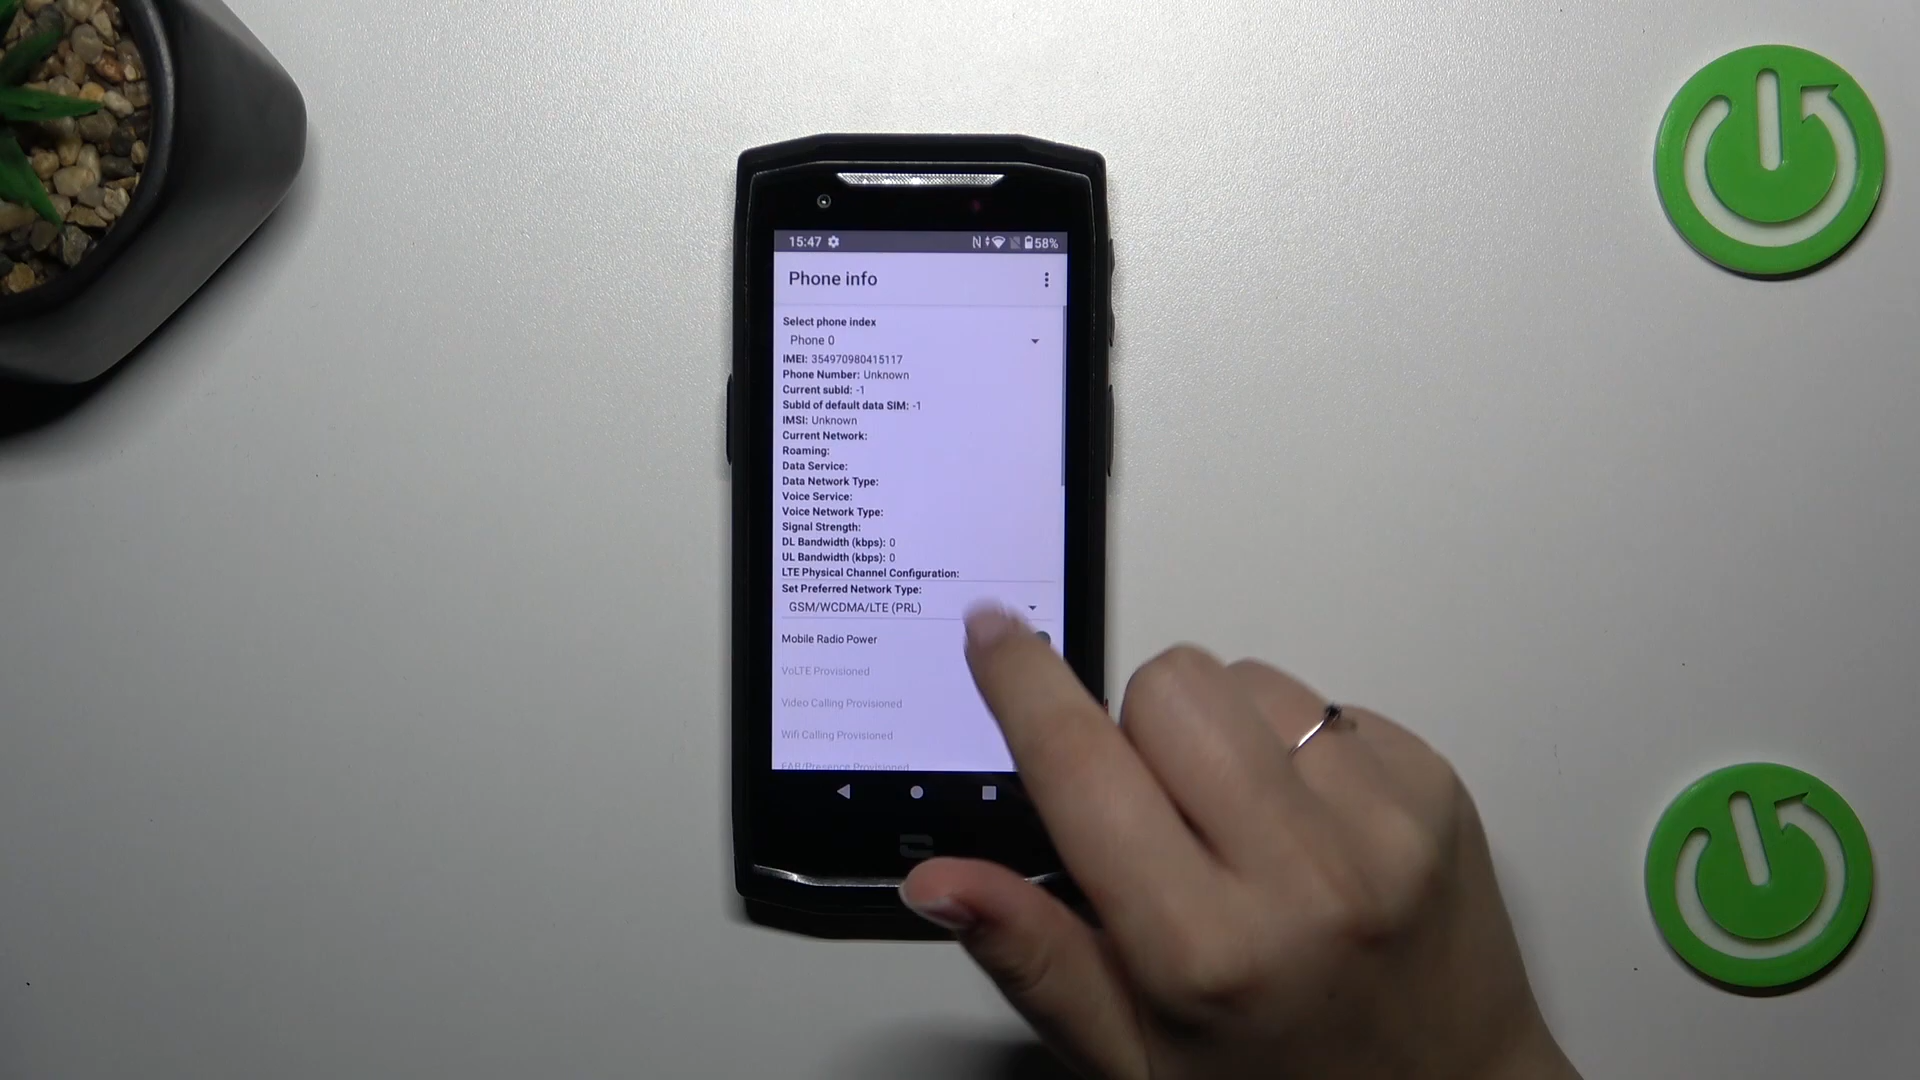 15:47 58%
Phone info
Select phone index
Phone 0
IMEI: 354970980415117
Phone Number: Unknown
Current subId: -1
SubId of default data SIM: -1
IMSI: Unknown
Current Network:
Roaming:
Data Service:
Data Network Type:
Voice Service:
Voice Network Type:
Signal Strength:
DL Bandwidth (kbps): 0
UL Bandwidth (kbps): 0
LTE Physical Channel Configuration:
Set Preferred Network Type:
GSM/WCDMA/LTE (PRL)
Mobile Radio Power
VoLTE Provisioned
Video Calling Provisioned
Wifi Calling Provisioned
EAB/Presence Provisioned